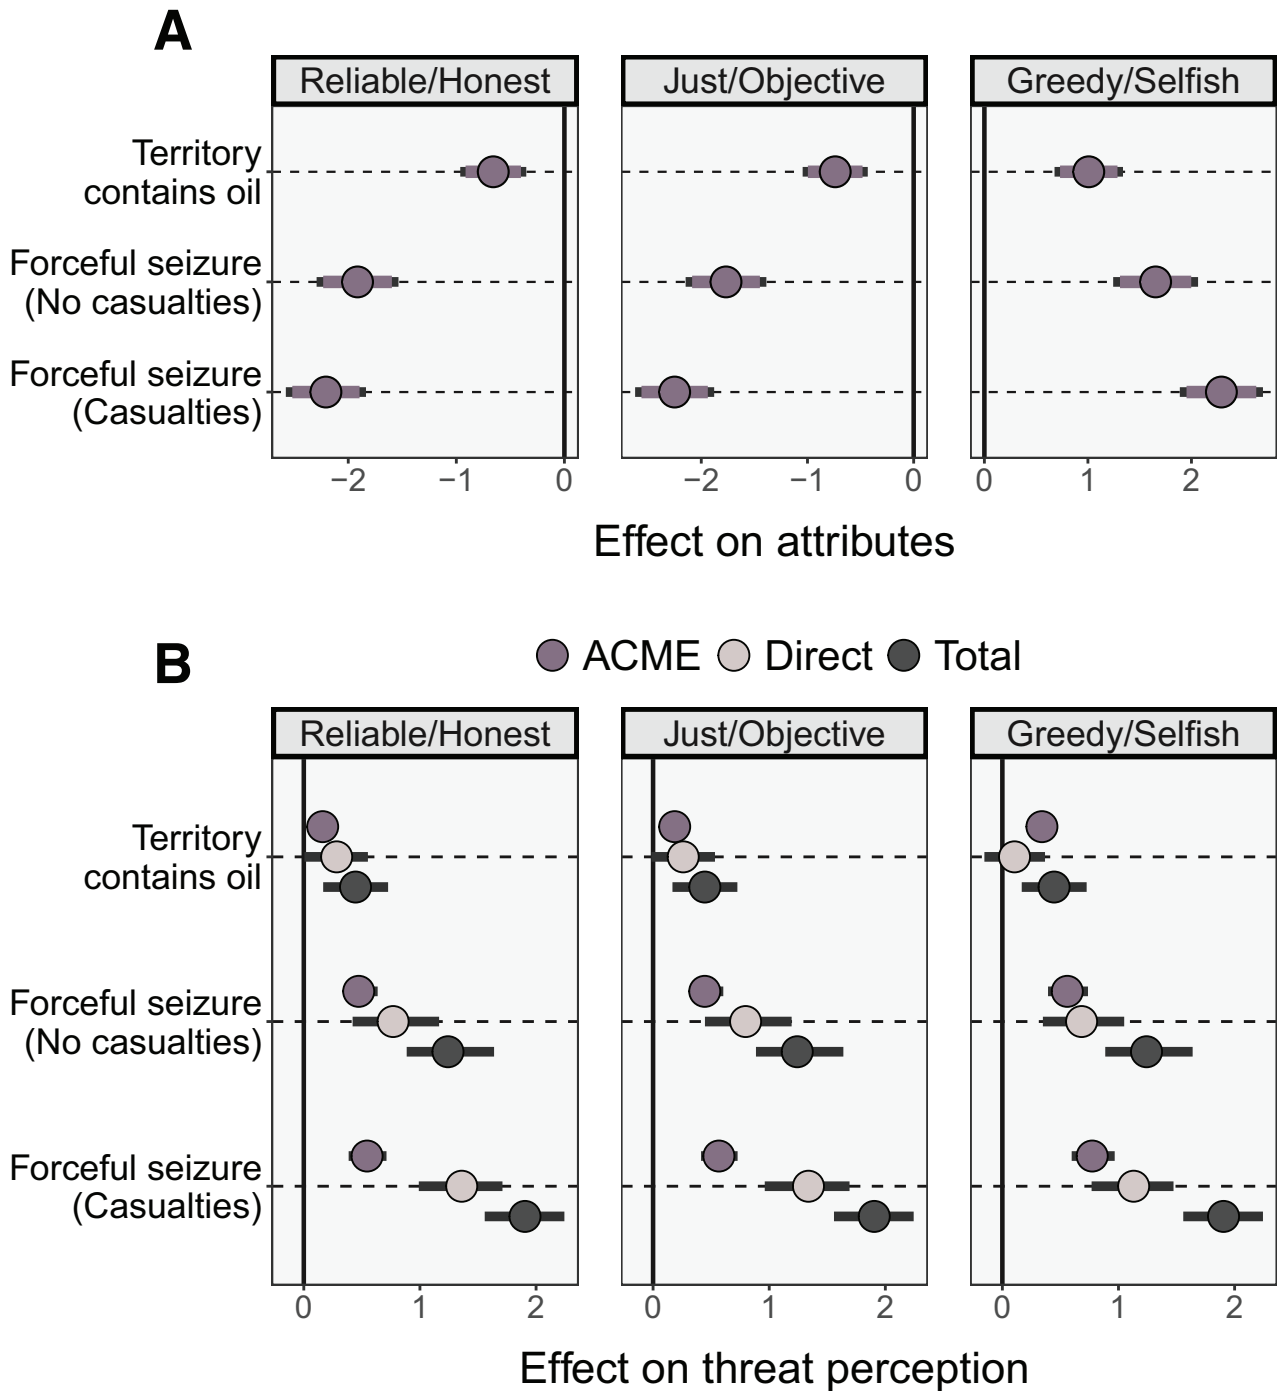 A
Reliable/Honest
Just/Objective
Greedy/Selfish
Territory
contains oil
Forceful seizure
(No casualties)
Forceful seizure
(Casualties)
−2 −1 0
−2 −1 0
0 1 2
Effect on attributes
B
ACME Direct Total
Reliable/Honest
Just/Objective
Greedy/Selfish
Territory
contains oil
Forceful seizure
(No casualties)
Forceful seizure
(Casualties)
0 1 2
0 1 2
0 1 2
Effect on threat perception